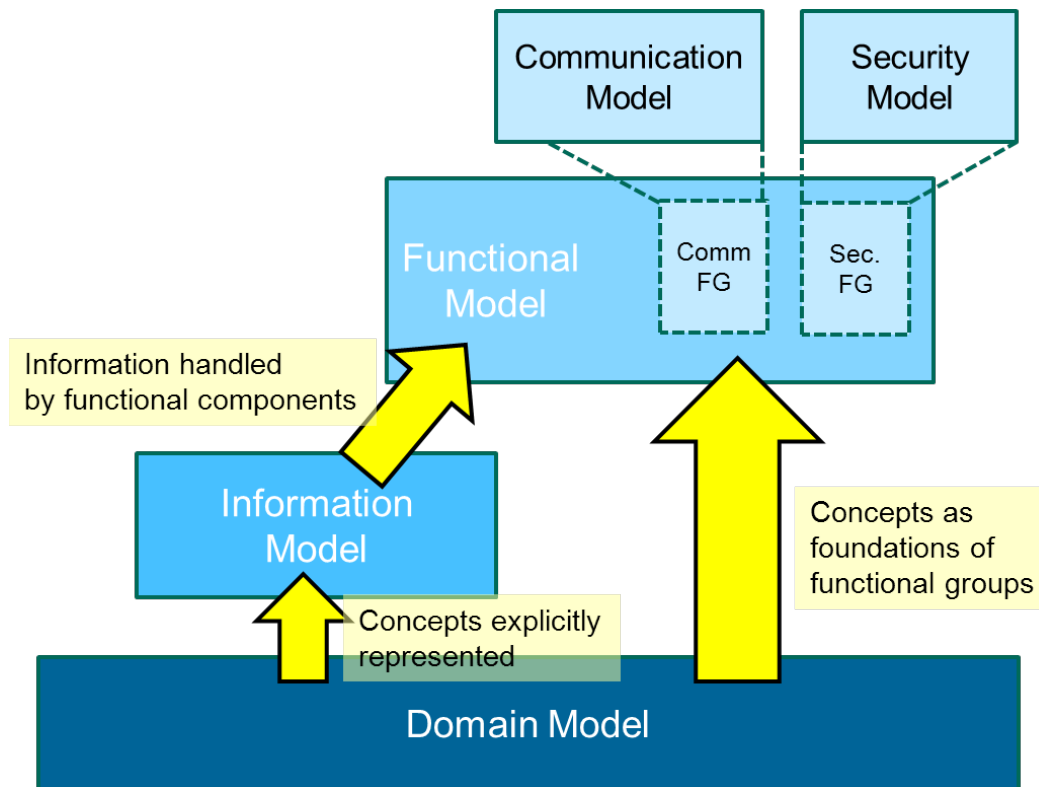 Communication
Model
Security
Model
Functional
Model
Comm
FG
Sec.
FG
Information handled
by functional components
Information
Model
Concepts as
foundations of
functional groups
Concepts explicitly
represented
Domain Model